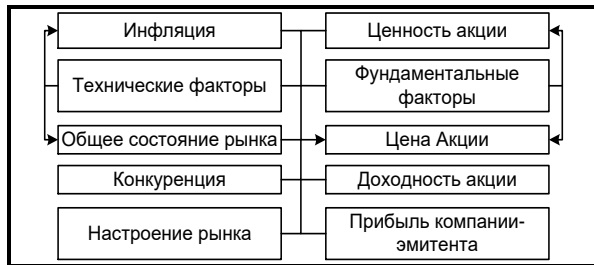 Инфляция
Ценность акции
Технические факторы
Фундаментальные
факторы
Общее состояние рынка
Цена Акции
Конкуренция
Доходность акции
Настроение рынка
Прибыль компании-
эмитента